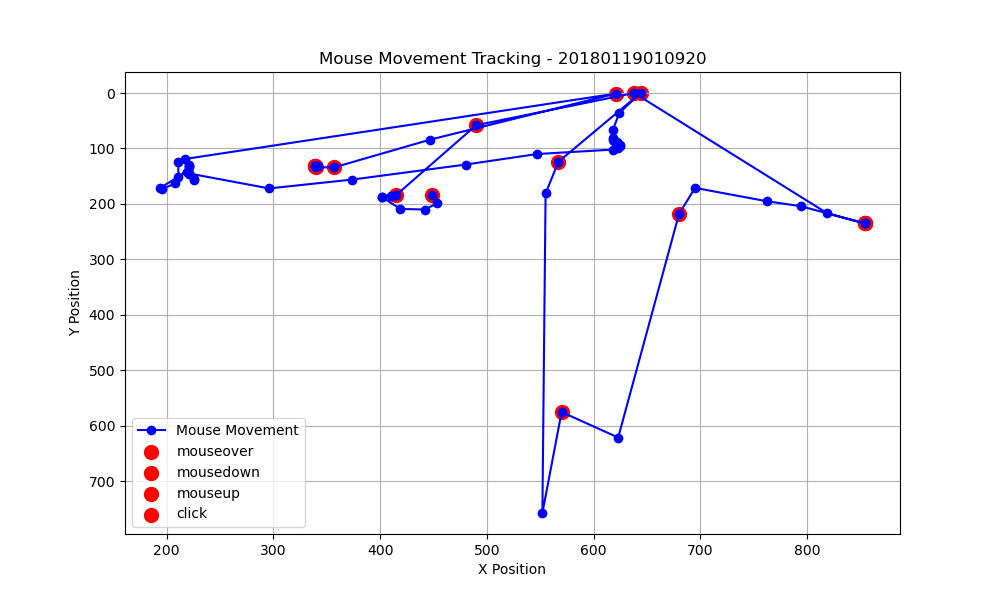 Mouse Movement Tracking - 20180119010920
0
100
200
300
400
500
600
700
Y Position
Mouse Movement
mouseover
mousedown
mouseup
click
200 300 400 500 600 700 800
X Position